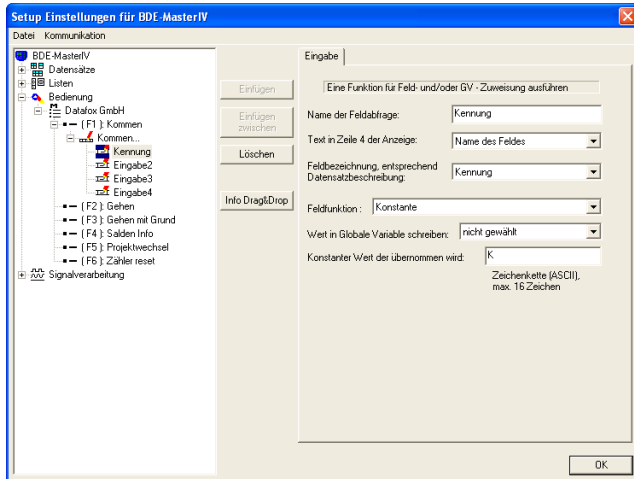 Setup Einstellungen für BDE-MasterIV
Datei Kommunikation
BDE-MasterIV
Datensätze
Listen
Bedienung
Datafox GmbH
( F1 ): Kommen
Kommen...
Kennung
Eingabe2
Eingabe3
Eingabe4
( F2 ): Gehen
( F3 ): Gehen mit Grund
( F4 ): Salden Info
( F5 ): Projektwechsel
( F6 ): Zähler reset
Signalverarbeitung
Einfügen
Einfügen
zwischen
Löschen
Info Drag&Drop
Eingabe
Eine Funktion für Feld- und/oder GV - Zuweisung ausführen
Name der Feldabfrage: Kennung
Text in Zeile 4 der Anzeige: Name des Feldes
Feldbezeichnung, entsprechend
Datensatzbeschreibung: Kennung
Feldfunktion : Konstante
Wert in Globale Variable schreiben: nicht gewählt
Konstanter Wert der übernommen wird: K
Zeichenkette (ASCII),
max. 16 Zeichen
OK